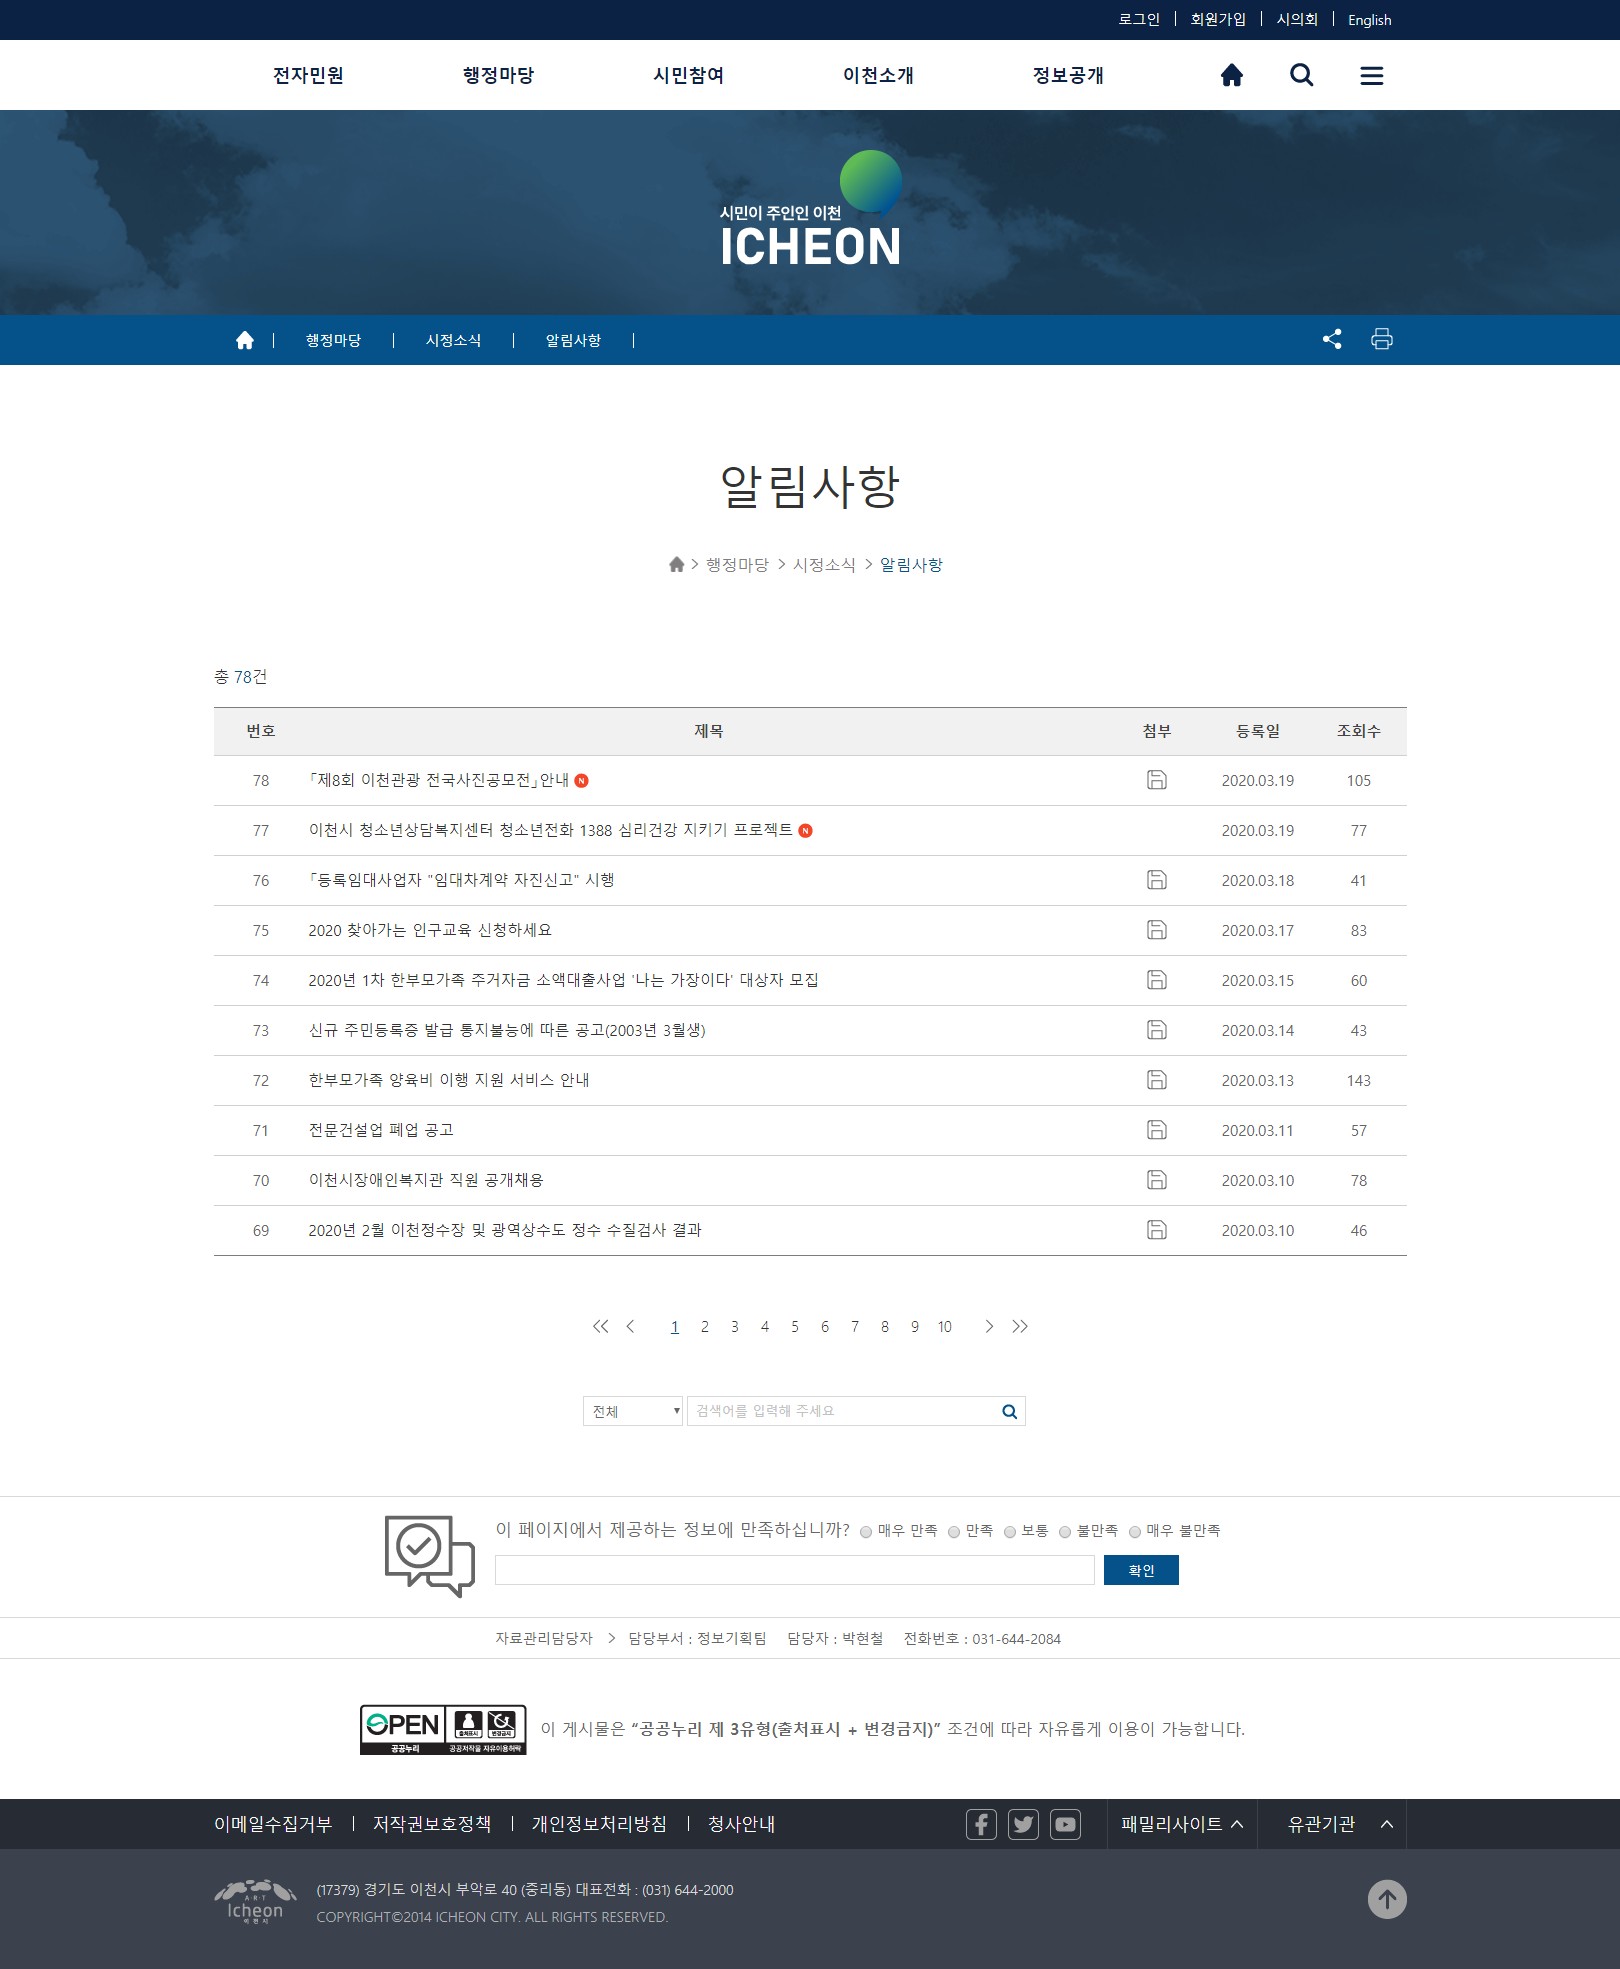 로그인 회원가입 시의회 English
전자민원 행정마당 시민참여 이천소개 정보공개
시민이 주인인 이천
ICHEON
행정마당 시정소식 알림사항
알림사항
> 행정마당 > 시정소식 > 알림사항
총 78건
번호 제목 첨부 등록일 조회수
78 「제8회 이천관광 전국사진공모전」안내 N 2020.03.19 105
77 이천시 청소년상담복지센터 청소년전화 1388 심리건강 지키기 프로젝트 N 2020.03.19 77
76 「등록임대사업자 "임대차계약 자진신고" 시행 2020.03.18 41
75 2020 찾아가는 인구교육 신청하세요 2020.03.17 83
74 2020년 1차 한부모가족 주거자금 소액대출사업 '나는 가장이다' 대상자 모집 2020.03.15 60
73 신규 주민등록증 발급 통지불능에 따른 공고(2003년 3월생) 2020.03.14 43
72 한부모가족 양육비 이행 지원 서비스 안내 2020.03.13 143
71 전문건설업 폐업 공고 2020.03.11 57
70 이천시장애인복지관 직원 공개채용 2020.03.10 78
69 2020년 2월 이천정수장 및 광역상수도 정수 수질검사 결과 2020.03.10 46
1 2 3 4 5 6 7 8 9 10
전체 검색어를 입력해 주세요
이 페이지에서 제공하는 정보에 만족하십니까? 매우 만족 만족 보통 불만족 매우 불만족
확인
자료관리담당자 > 담당부서 : 정보기획팀 담당자 : 박현철 전화번호 : 031-644-2084
OPEN 출처표시 변경금지
공공누리 공공저작물 자유이용허락
이 게시물은 “공공누리 제 3유형(출처표시 + 변경금지)” 조건에 따라 자유롭게 이용이 가능합니다.
이메일수집거부 저작권보호정책 개인정보처리방침 청사안내 패밀리사이트 유관기관
ART
Icheon
이천시
(17379) 경기도 이천시 부악로 40 (중리동) 대표전화 : (031) 644-2000
COPYRIGHT©2014 ICHEON CITY. ALL RIGHTS RESERVED.